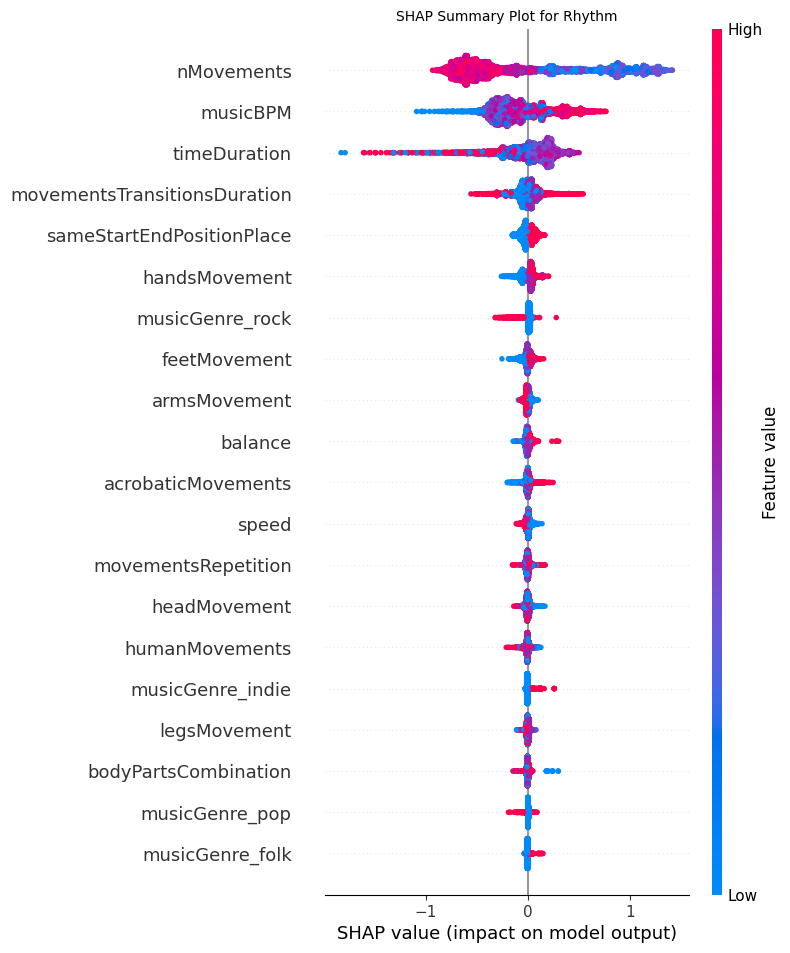 SHAP Summary Plot for Rhythm
High
nMovements
musicBPM
timeDuration
movementsTransitionsDuration
sameStartEndPositionPlace
handsMovement
musicGenre_rock
feetMovement
armsMovement
balance
acrobaticMovements
speed
movementsRepetition
headMovement
humanMovements
musicGenre_indie
legsMovement
bodyPartsCombination
musicGenre_pop
musicGenre_folk
Feature value
Low
−1 0 1
SHAP value (impact on model output)